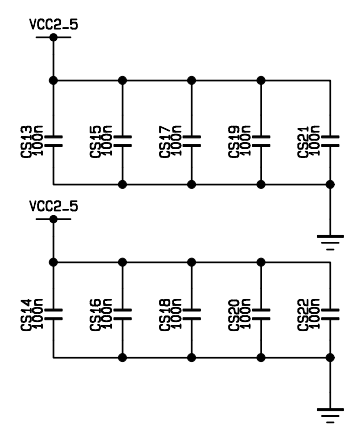 VCC2_5
CS13
100n
CS15
100n
CS17
100n
CS19
100n
CS21
100n
VCC2_5
CS14
100n
CS16
100n
CS18
100n
CS20
100n
CS22
100n